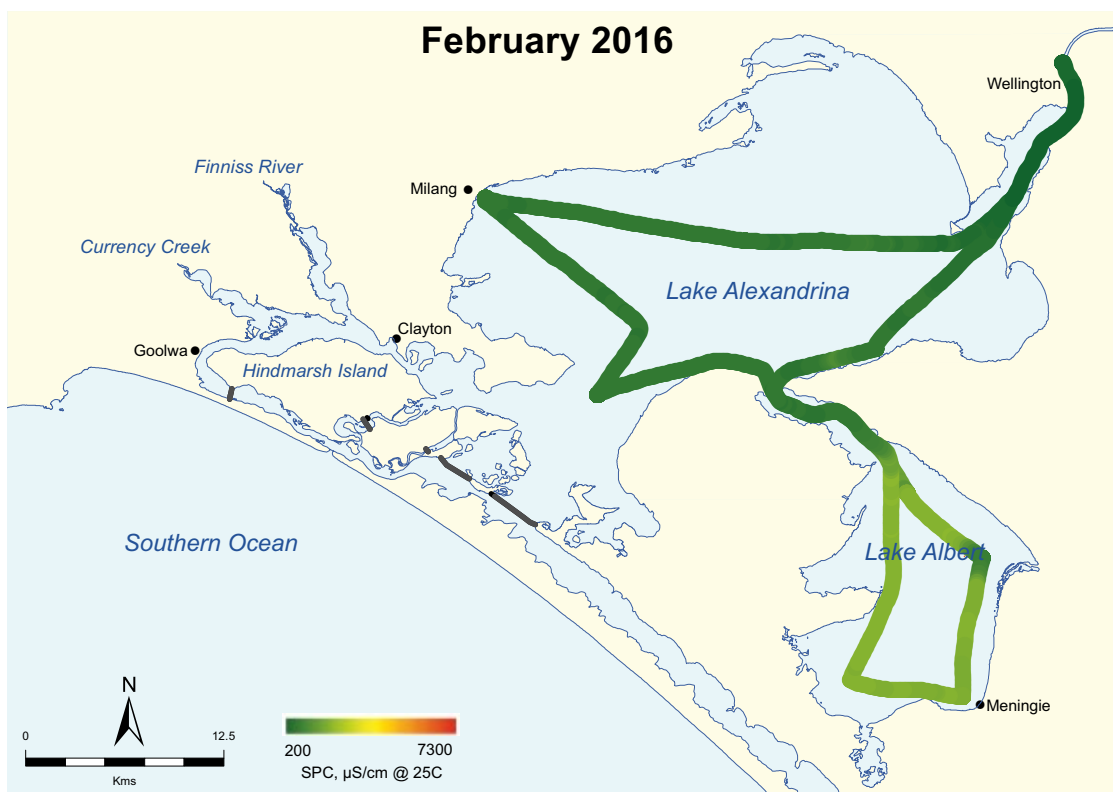 February 2016
Wellington
Finniss River
Milang
Currency Creek
Lake Alexandrina
Clayton
Goolwa
Hindmarsh Island
Southern Ocean
Lake Albert
N
Meningie
0 12.5
Kms
200 7300
SPC, µS/cm @ 25C